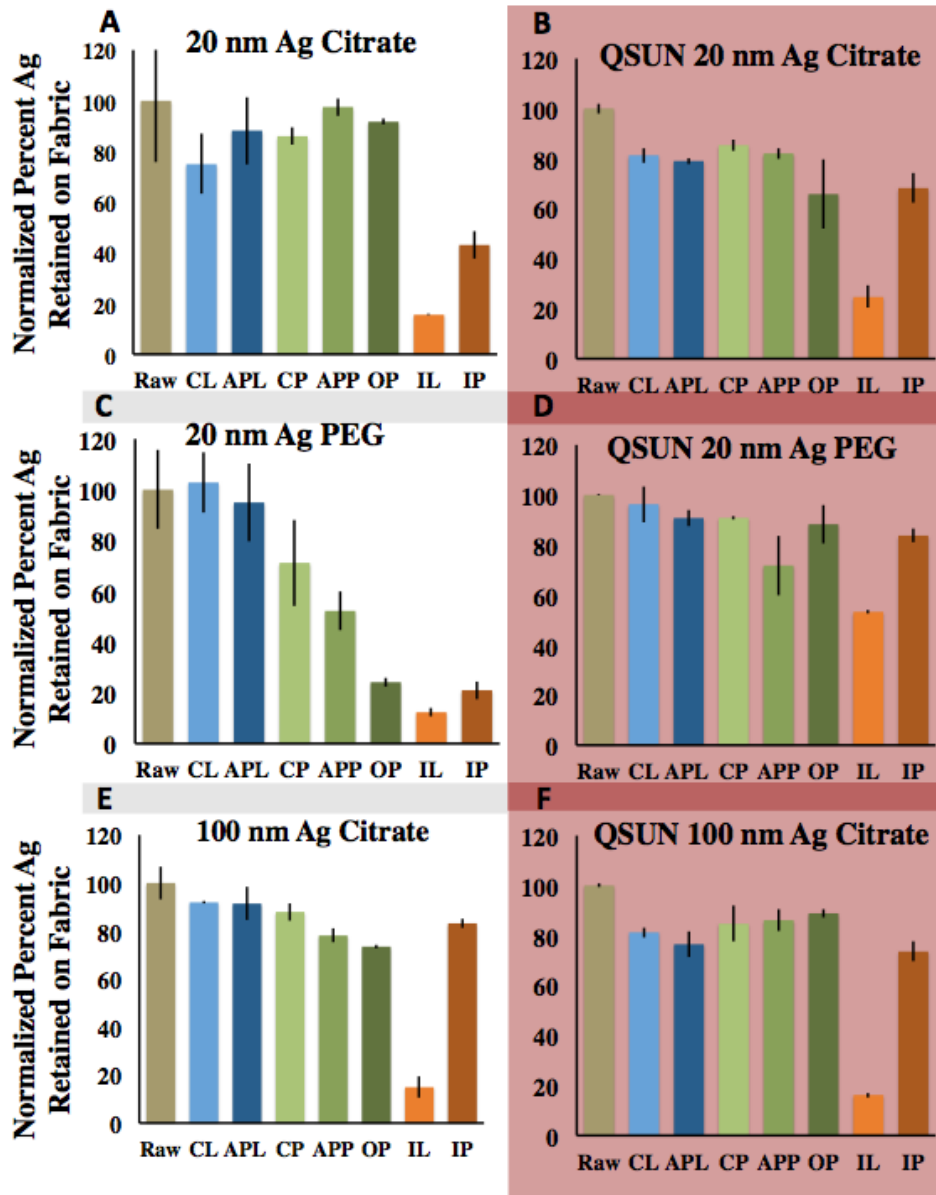 A
20 nm Ag Citrate
Normalized Percent Ag
Retained on Fabric
120
100
80
60
40
20
0
Raw CL APL CP APP OP IL IP
B
QSUN 20 nm Ag Citrate
120
100
80
60
40
20
0
Raw CL APL CP APP OP IL IP
C
20 nm Ag PEG
Normalized Percent Ag
Retained on Fabric
120
100
80
60
40
20
0
Raw CL APL CP APP OP IL IP
D
QSUN 20 nm Ag PEG
120
100
80
60
40
20
0
Raw CL APL CP APP OP IL IP
E
100 nm Ag Citrate
Normalized Percent Ag
Retained on Fabric
120
100
80
60
40
20
0
Raw CL APL CP APP OP IL IP
F
QSUN 100 nm Ag Citrate
120
100
80
60
40
20
0
Raw CL APL CP APP OP IL IP